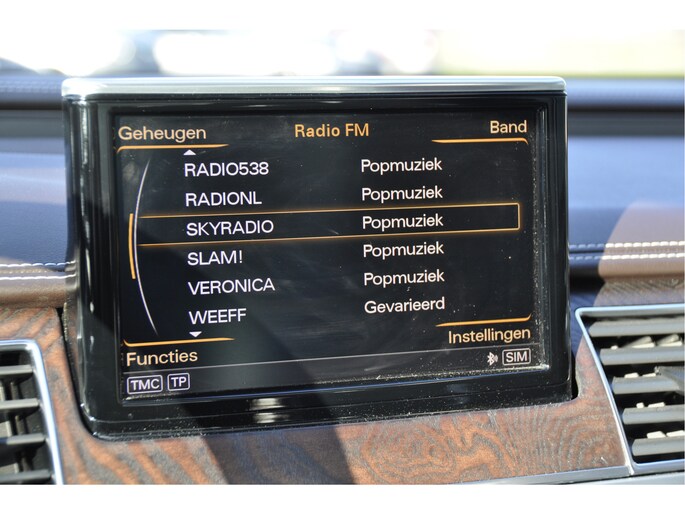 Geheugen Radio FM Band
RADIO538 Popmuziek
RADIONL Popmuziek
SKYRADIO Popmuziek
SLAM! Popmuziek
VERONICA Popmuziek
WEEFF Gevarieerd
Functies Instellingen
TMC TP SIM